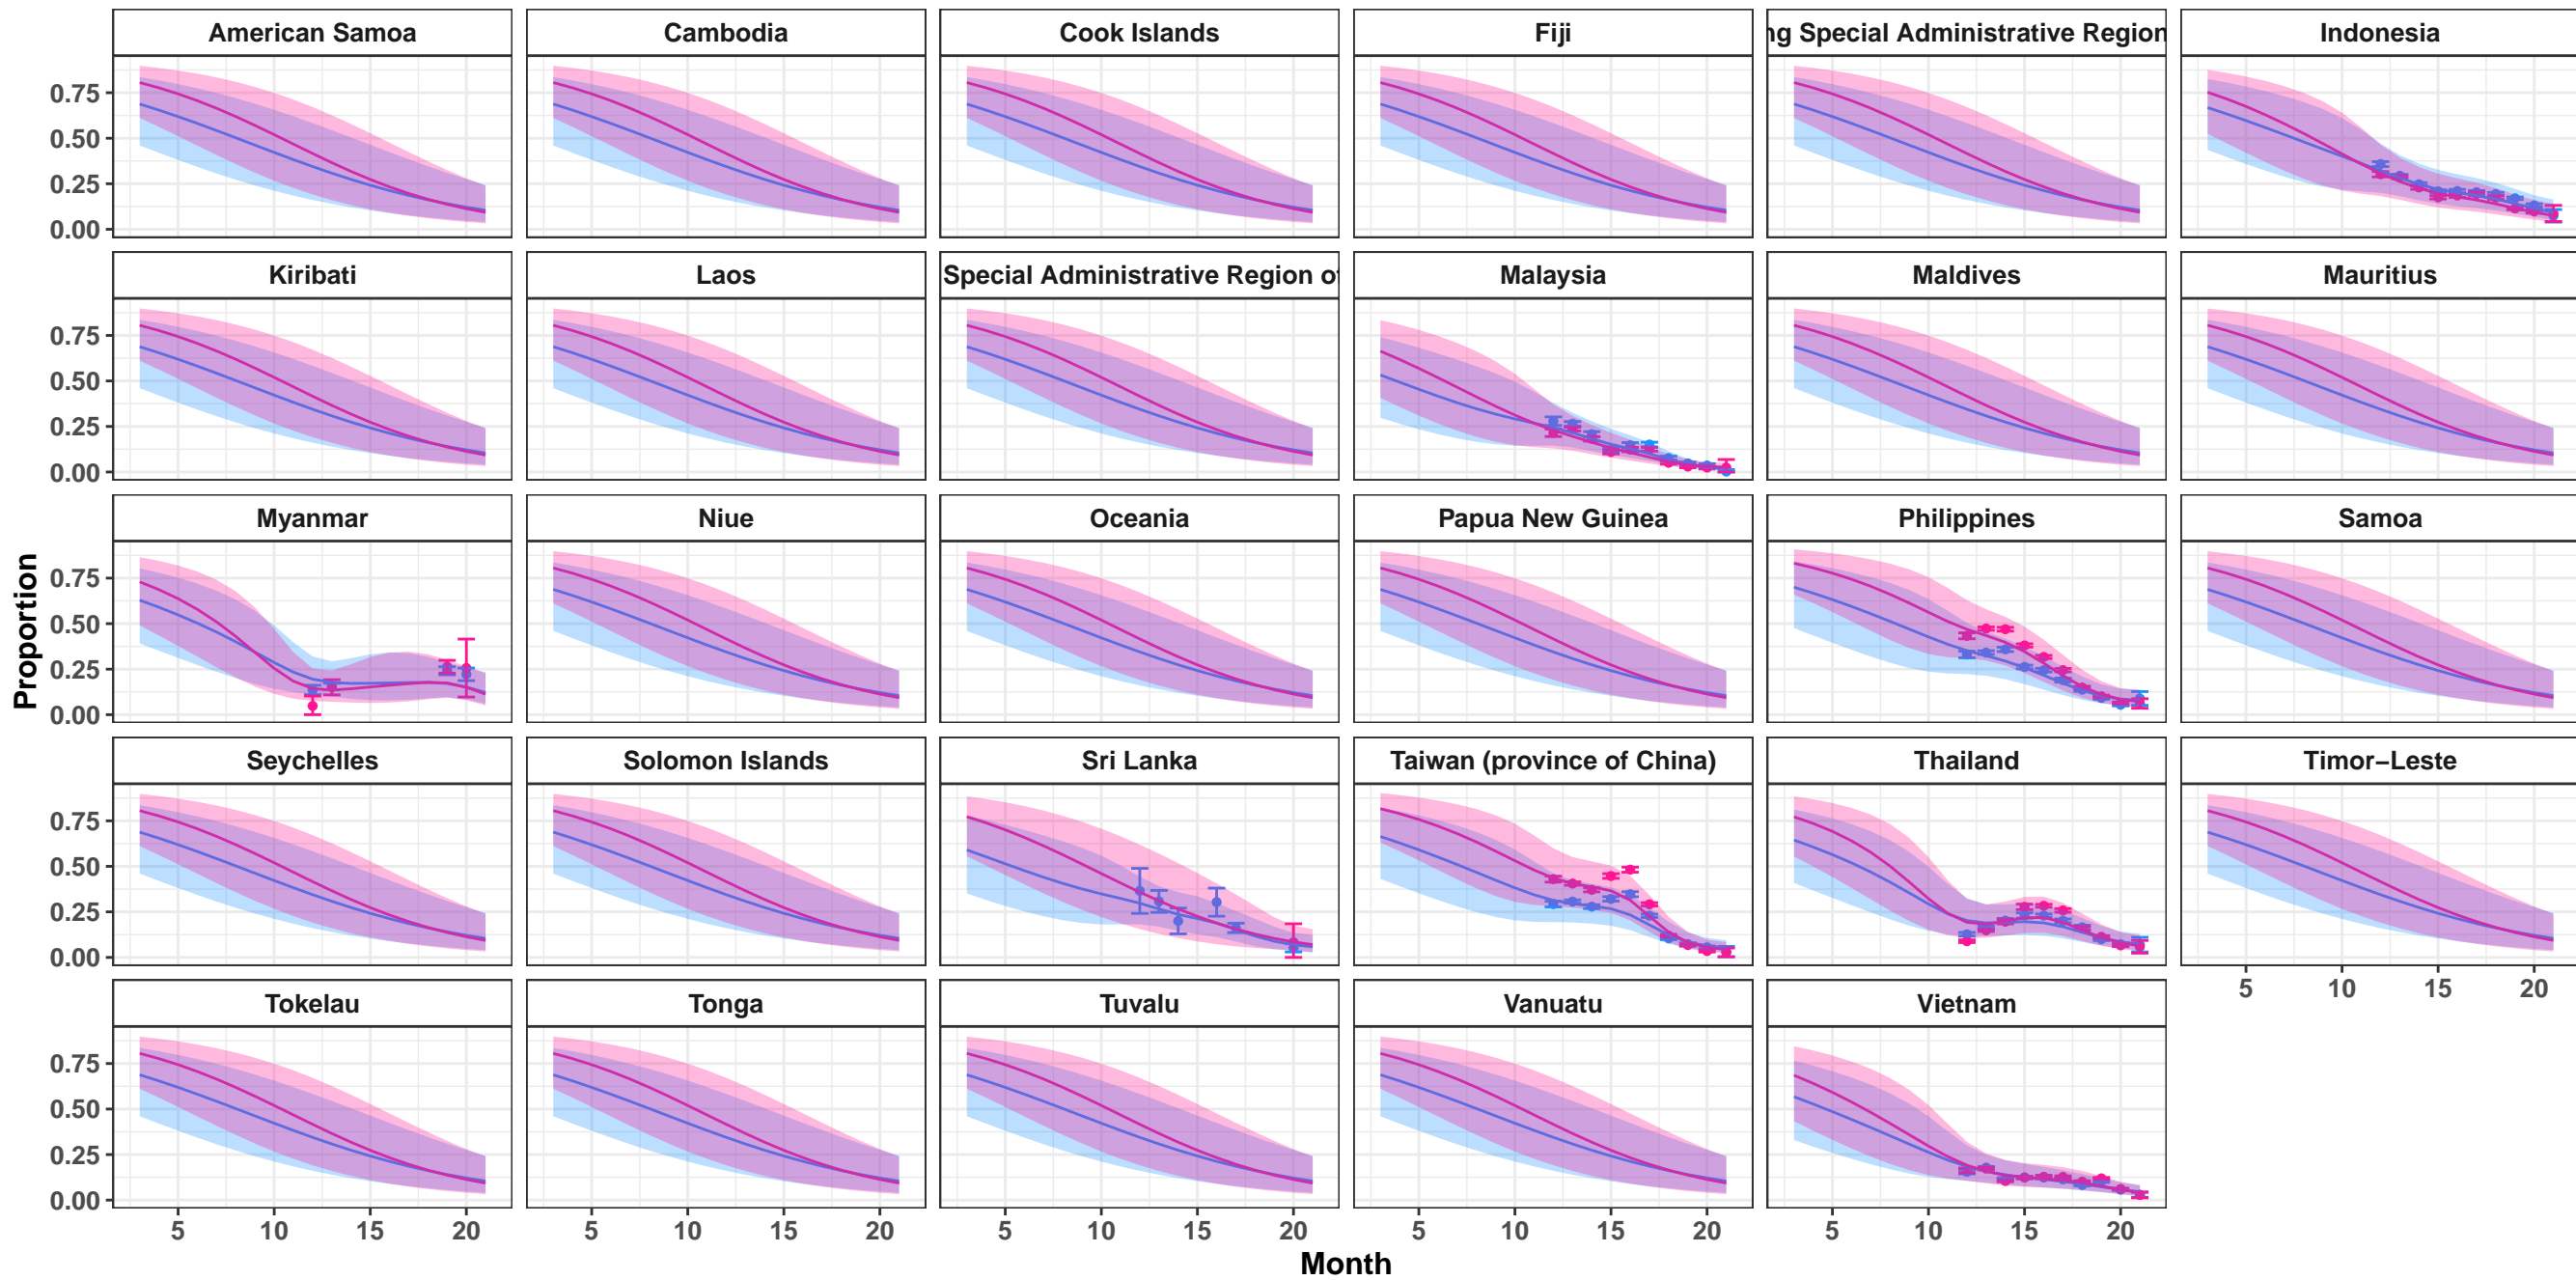 American Samoa
Cambodia
Cook Islands
Fiji
ng Special Administrative Region
Indonesia
0.75
0.50
0.25
0.00
Kiribati
Laos
Special Administrative Region of
Malaysia
Maldives
Mauritius
0.75
0.50
0.25
0.00
Myanmar
Niue
Oceania
Papua New Guinea
Philippines
Samoa
0.75
0.50
0.25
0.00
Proportion
Seychelles
Solomon Islands
Sri Lanka
Taiwan (province of China)
Thailand
Timor−Leste
0.75
0.50
0.25
0.00
5 10 15 20
Tokelau
Tonga
Tuvalu
Vanuatu
Vietnam
0.75
0.50
0.25
0.00
5 10 15 20
5 10 15 20
5 10 15 20
5 10 15 20
5 10 15 20
Month